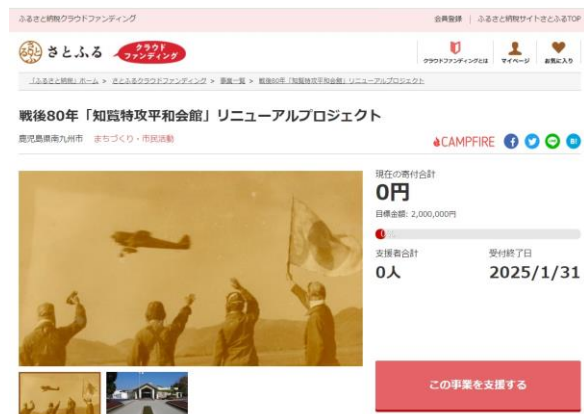 ふるさと納税クラウドファンディング
会員登録 | ふるさと納税サイトさとふるTOP
さとふる クラウドファンディング
クラウドファンディングとは マイページ お気に入り
「ふるさと納税」ホーム > さとふるクラウドファンディング > 事業一覧 > 戦後80年「知覧特攻平和会館」リニューアルプロジェクト
戦後80年「知覧特攻平和会館」リニューアルプロジェクト
鹿児島県南九州市 まちづくり・市民活動
CAMPFIRE
現在の寄付合計
0円
目標金額: 2,000,000円
支援者合計 受付終了日
0人 2025/1/31
この事業を支援する